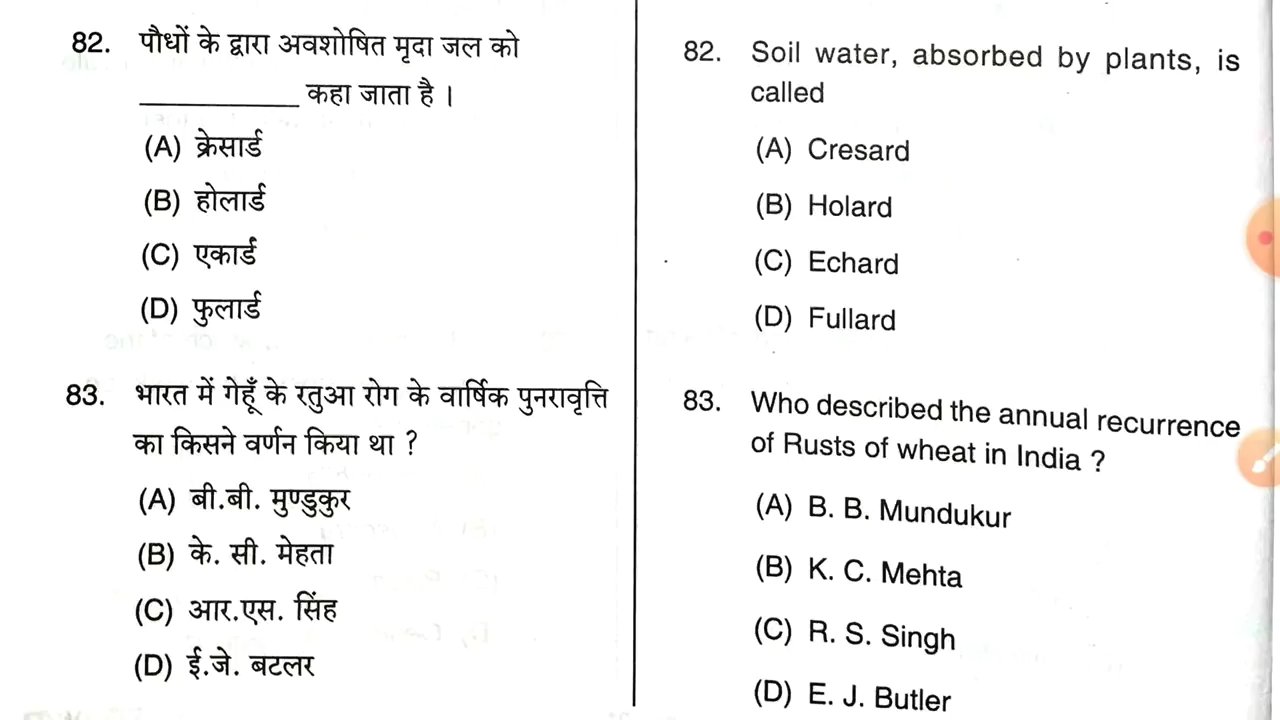 82. पौधों के द्वारा अवशोषित मृदा जल को
__________ कहा जाता है ।
(A) क्रेसार्ड
(B) होलार्ड
(C) एकार्ड
(D) फुलार्ड
83. भारत में गेहूँ के रतुआ रोग के वार्षिक पुनरावृत्ति
का किसने वर्णन किया था ?
(A) बी.बी. मुण्डुकुर
(B) के. सी. मेहता
(C) आर.एस. सिंह
(D) ई.जे. बटलर
82. Soil water, absorbed by plants, is
called
(A) Cresard
(B) Holard
(C) Echard
(D) Fullard
83. Who described the annual recurrence
of Rusts of wheat in India ?
(A) B. B. Mundukur
(B) K. C. Mehta
(C) R. S. Singh
(D) E. J. Butler